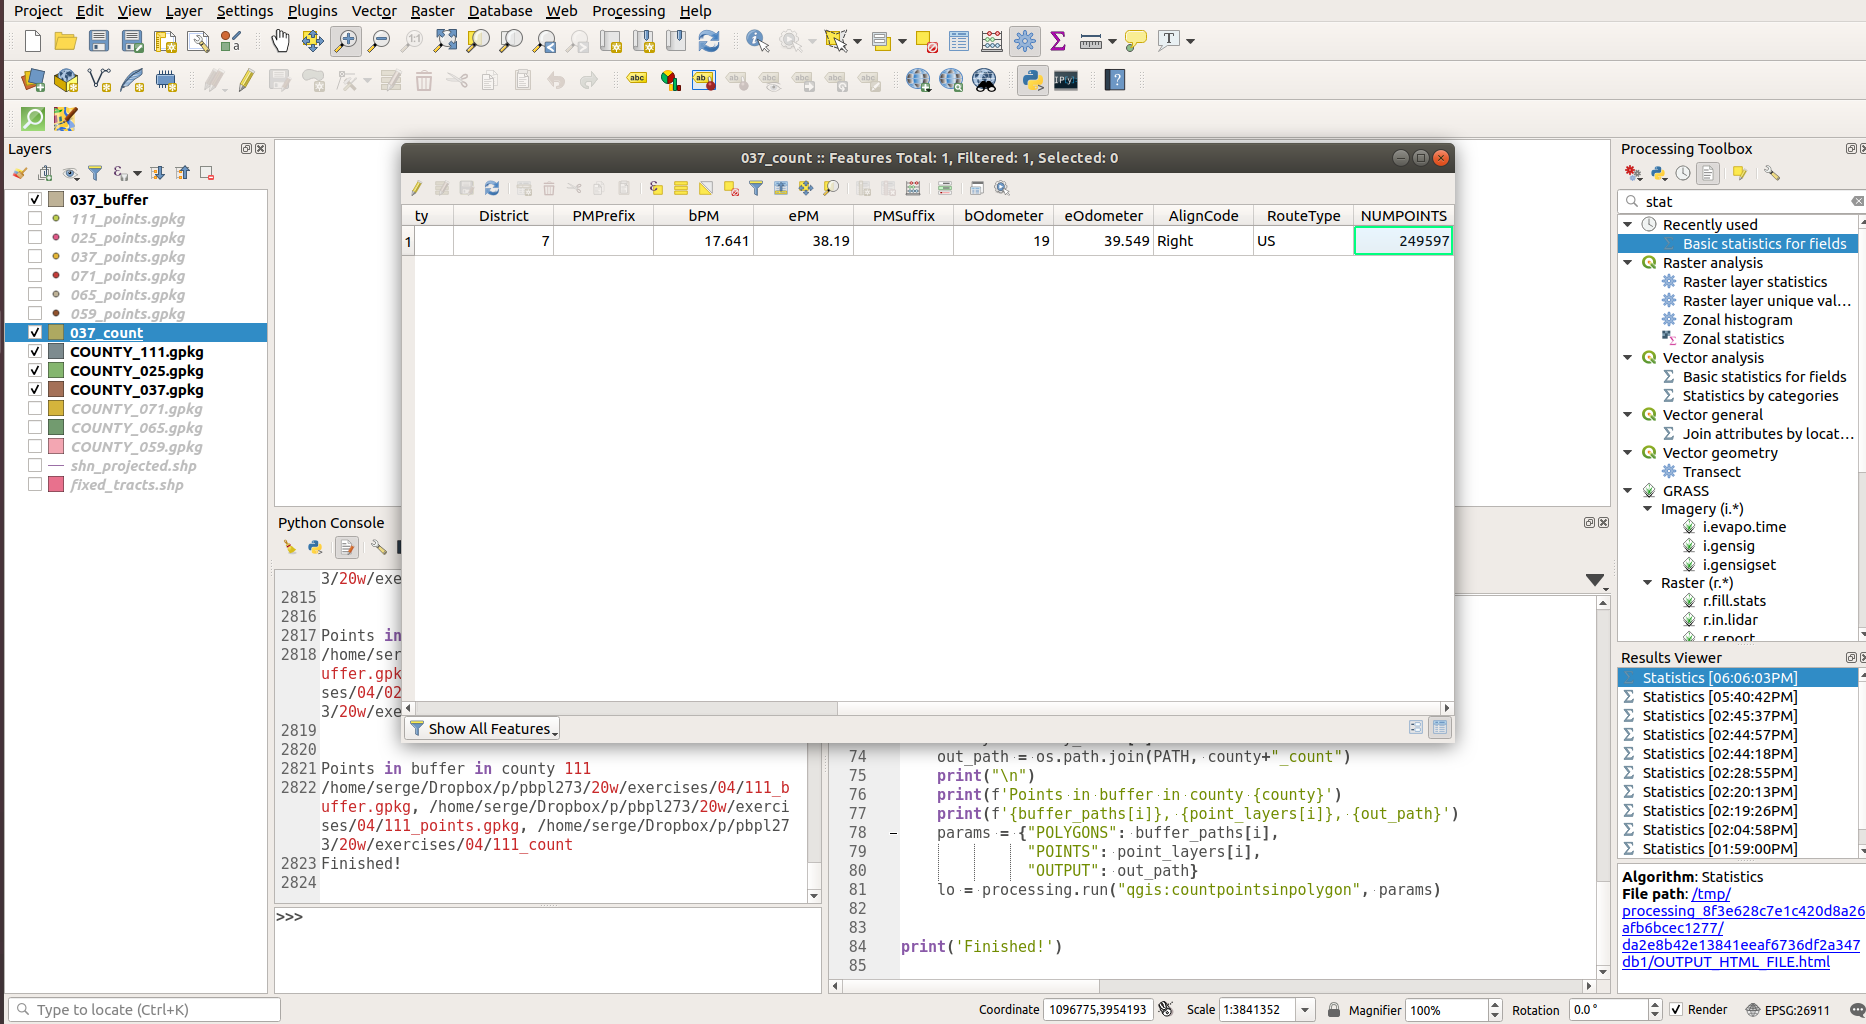 Project Edit View Layer Settings Plugins Vector Raster Database Web Processing Help
Layers
037_buffer
111_points.gpkg
025_points.gpkg
037_points.gpkg
071_points.gpkg
065_points.gpkg
059_points.gpkg
037_count
COUNTY_111.gpkg
COUNTY_025.gpkg
COUNTY_037.gpkg
COUNTY_071.gpkg
COUNTY_065.gpkg
COUNTY_059.gpkg
shn_projected.shp
fixed_tracts.shp
037_count :: Features Total: 1, Filtered: 1, Selected: 0
ty District PMPrefix bPM ePM PMSuffix bOdometer eOdometer AlignCode RouteType NUMPOINTS
1 7 17.641 38.19 19 39.549 Right US 249597
Show All Features
Python Console
3/20w/exe
2815
2816
2817 Points in
2818 /home/ser
uffer.gpk
ses/04/02
3/20w/exe
2819
2820
2821 Points in buffer in county 111
2822 /home/serge/Dropbox/p/pbpl273/20w/exercises/04/111_b
uffer.gpkg, /home/serge/Dropbox/p/pbpl273/20w/exerci
ses/04/111_points.gpkg, /home/serge/Dropbox/p/pbpl27
3/20w/exercises/04/111_count
2823 Finished!
2824
>>>
74 out_path = os.path.join(PATH, county+"_count")
75 print("\n")
76 print(f'Points in buffer in county {county}')
77 print(f'{buffer_paths[i]}, {point_layers[i]}, {out_path}')
78 params = {"POLYGONS": buffer_paths[i],
79 "POINTS": point_layers[i],
80 "OUTPUT": out_path}
81 lo = processing.run("qgis:countpointsinpolygon", params)
82
83
84 print('Finished!')
85
Processing Toolbox
stat
Recently used
Basic statistics for fields
Raster analysis
Raster layer statistics
Raster layer unique val...
Zonal histogram
Zonal statistics
Vector analysis
Basic statistics for fields
Statistics by categories
Vector general
Join attributes by locat...
Vector geometry
Transect
GRASS
Imagery (i.*)
i.evapo.time
i.gensig
i.gensigset
Raster (r.*)
r.fill.stats
r.in.lidar
r.report
Results Viewer
Statistics [06:06:03PM]
Statistics [05:40:42PM]
Statistics [02:45:37PM]
Statistics [02:44:57PM]
Statistics [02:44:18PM]
Statistics [02:28:55PM]
Statistics [02:20:13PM]
Statistics [02:19:26PM]
Statistics [02:04:58PM]
Statistics [01:59:00PM]
Algorithm: Statistics
File path: /tmp/
processing_8f3e628c7e1c420d8a26
afb6bcec1277/
da2e8b42e13841eeaf6736df2a347
db1/OUTPUT_HTML_FILE.html
Type to locate (Ctrl+K)
Coordinate 1096775,3954193 Scale 1:3841352 Magnifier 100% Rotation 0.0 ° Render EPSG:26911